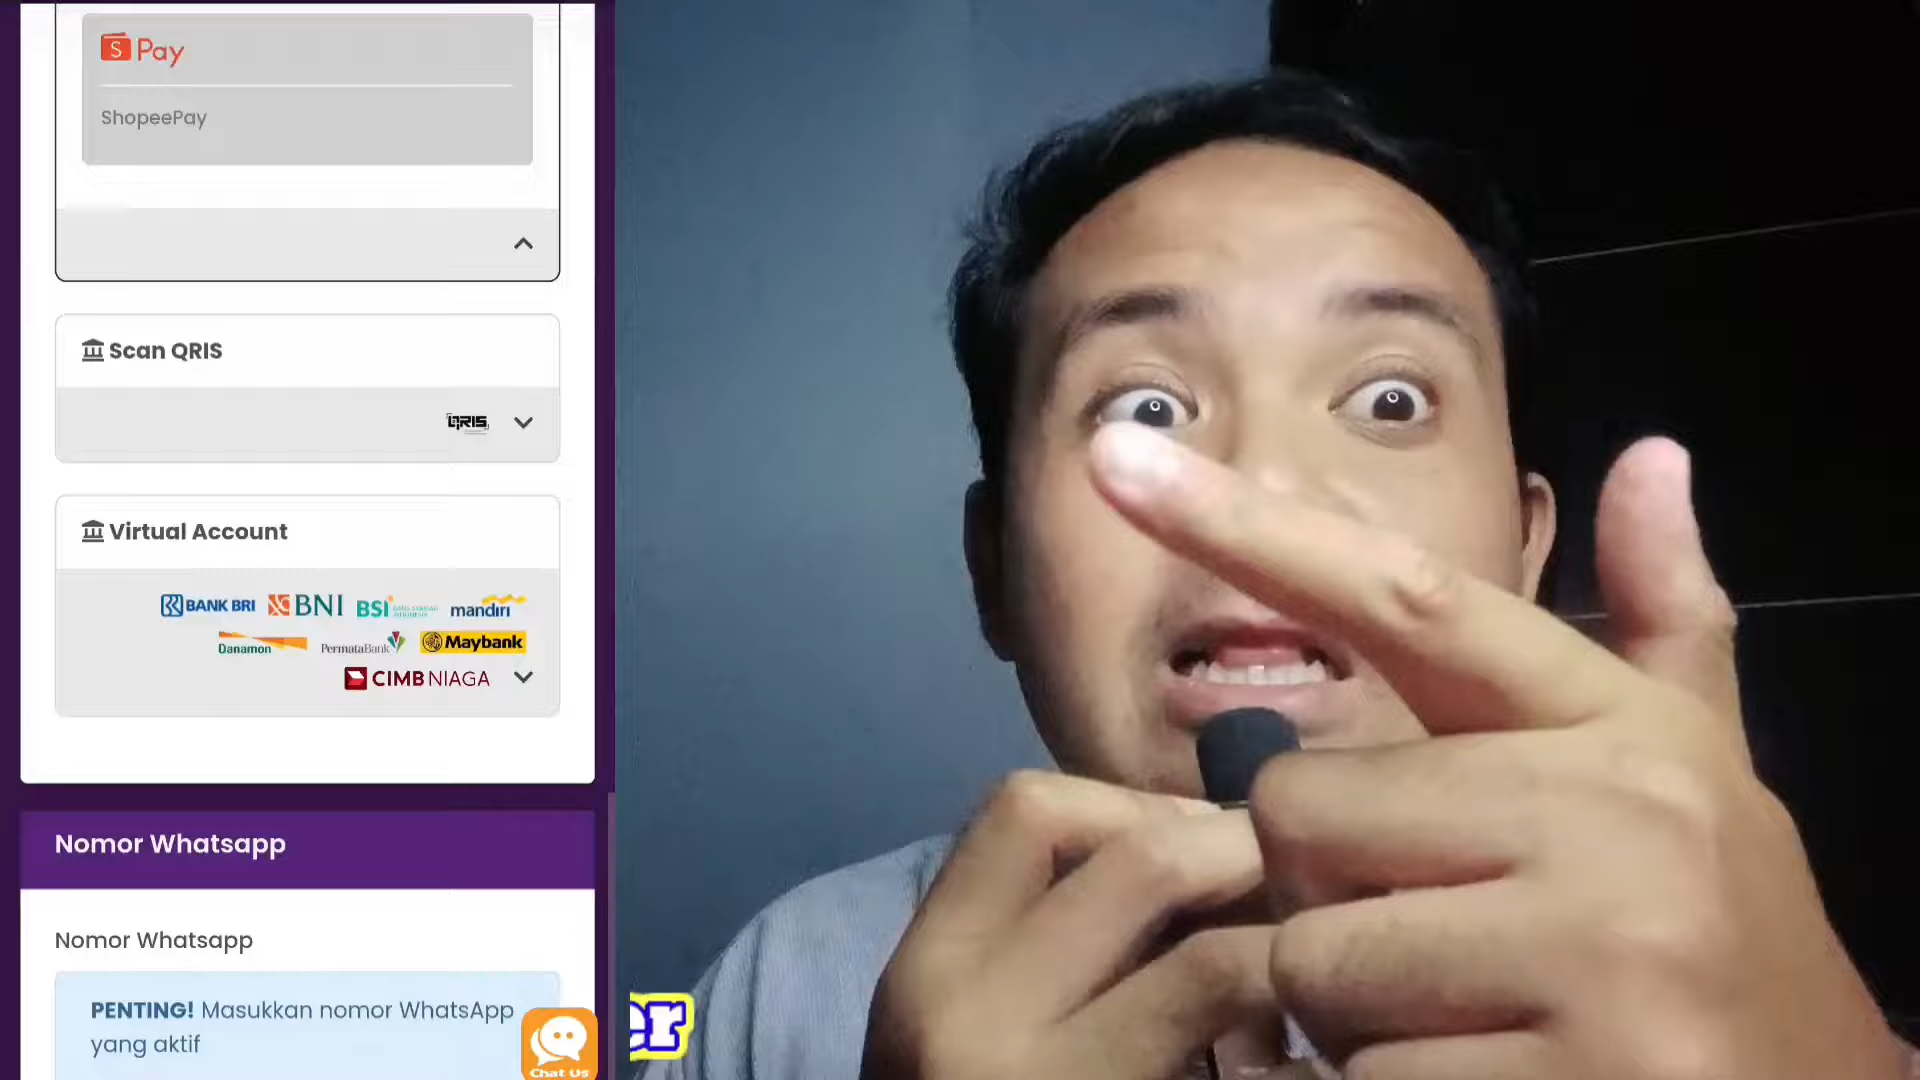 S Pay
ShopeePay
Scan QRIS
QRIS
Virtual Account
BANK BRI BNI BSI mandiri
Danamon PermataBank Maybank
CIMB NIAGA
Nomor Whatsapp
Nomor Whatsapp
PENTING! Masukkan nomor WhatsApp
yang aktif
Chat Us
er